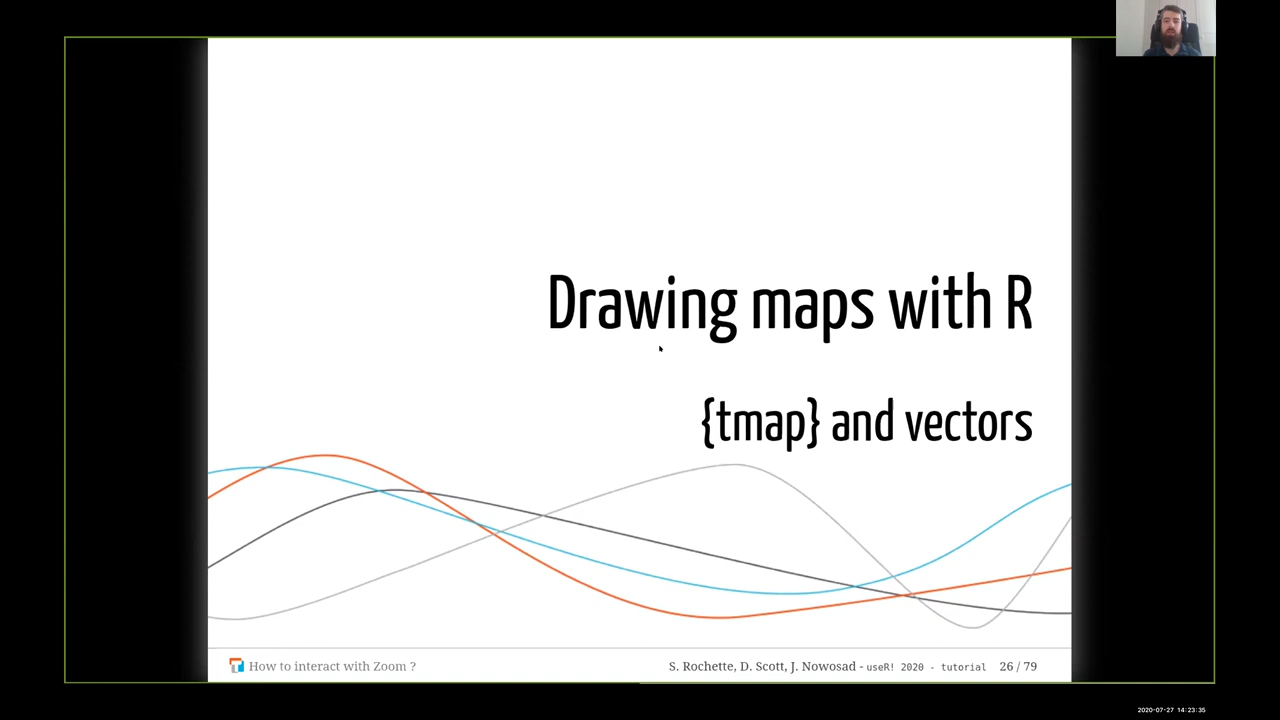 Drawing maps with R
{tmap} and vectors
How to interact with Zoom ?
S. Rochette, D. Scott, J. Nowosad - useR! 2020 - tutorial 26 / 79
2020-07-27 14:23:35